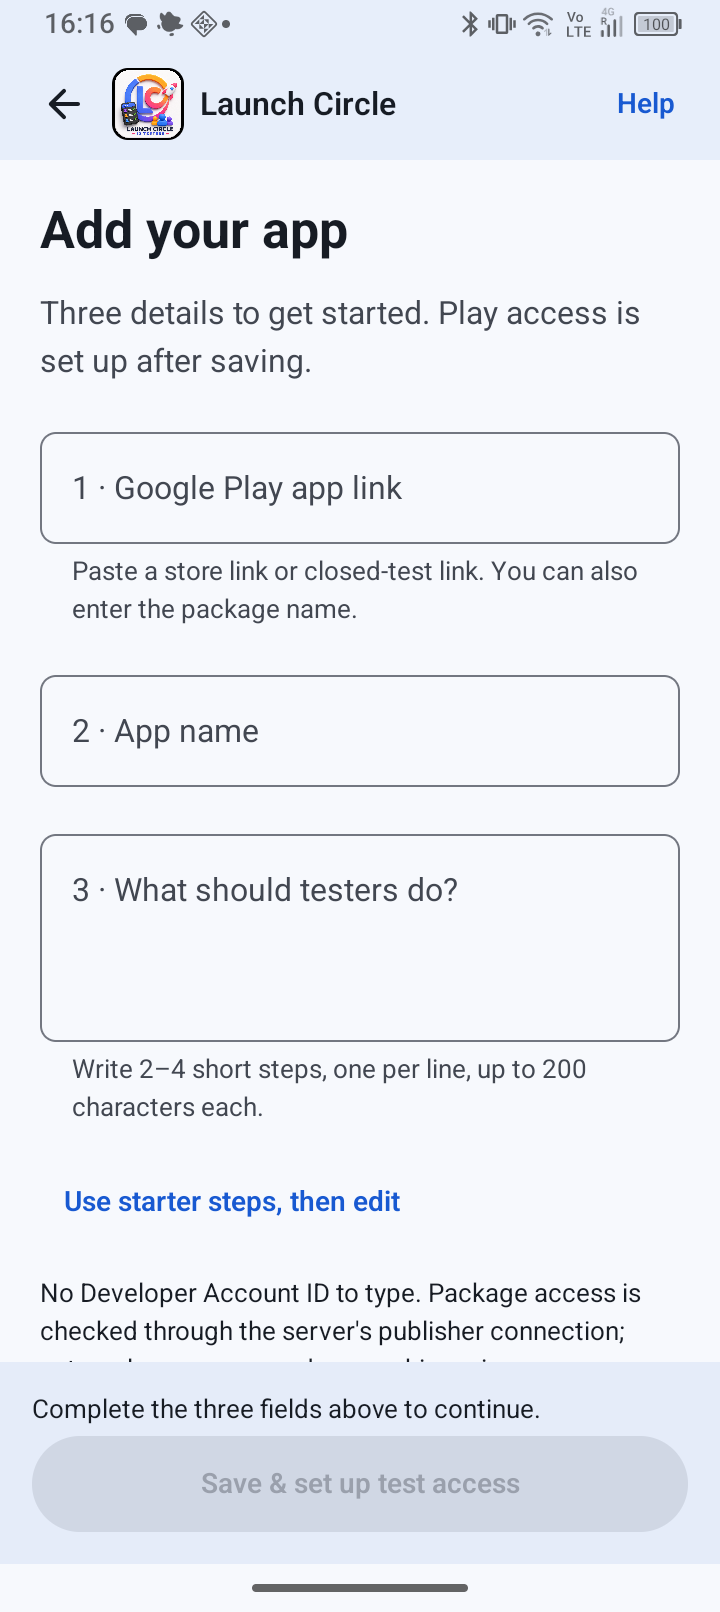 16:16
Vo
LTE
4G
R
100
LAUNCH CIRCLE
Launch Circle
Help
Add your app
Three details to get started. Play access is
set up after saving.
1 · Google Play app link
Paste a store link or closed-test link. You can also
enter the package name.
2 · App name
3 · What should testers do?
Write 2–4 short steps, one per line, up to 200
characters each.
Use starter steps, then edit
No Developer Account ID to type. Package access is
checked through the server's publisher connection;
Complete the three fields above to continue.
Save & set up test access